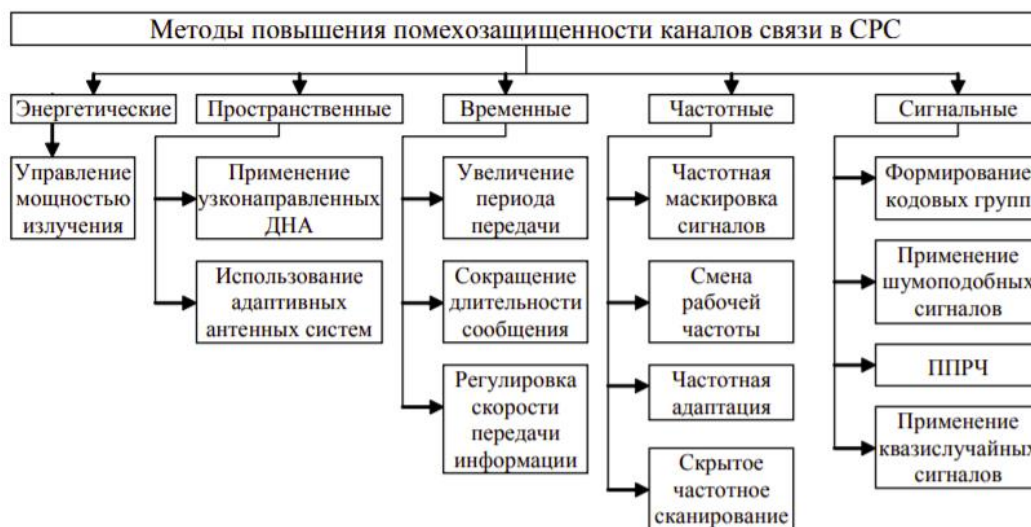 Методы повышения помехозащищенности каналов связи в СРС
Энергетические
Управление
мощностью
излучения
Пространственные
Применение
узконаправленных
ДНА
Использование
адаптивных
антенных систем
Временные
Увеличение
периода
передачи
Сокращение
длительности
сообщения
Регулировка
скорости
передачи
информации
Частотные
Частотная
маскировка
сигналов
Смена
рабочей
частоты
Частотная
адаптация
Скрытое
частотное
сканирование
Сигнальные
Формирование
кодовых групп
Применение
шумоподобных
сигналов
ППРЧ
Применение
квазислучайных
сигналов